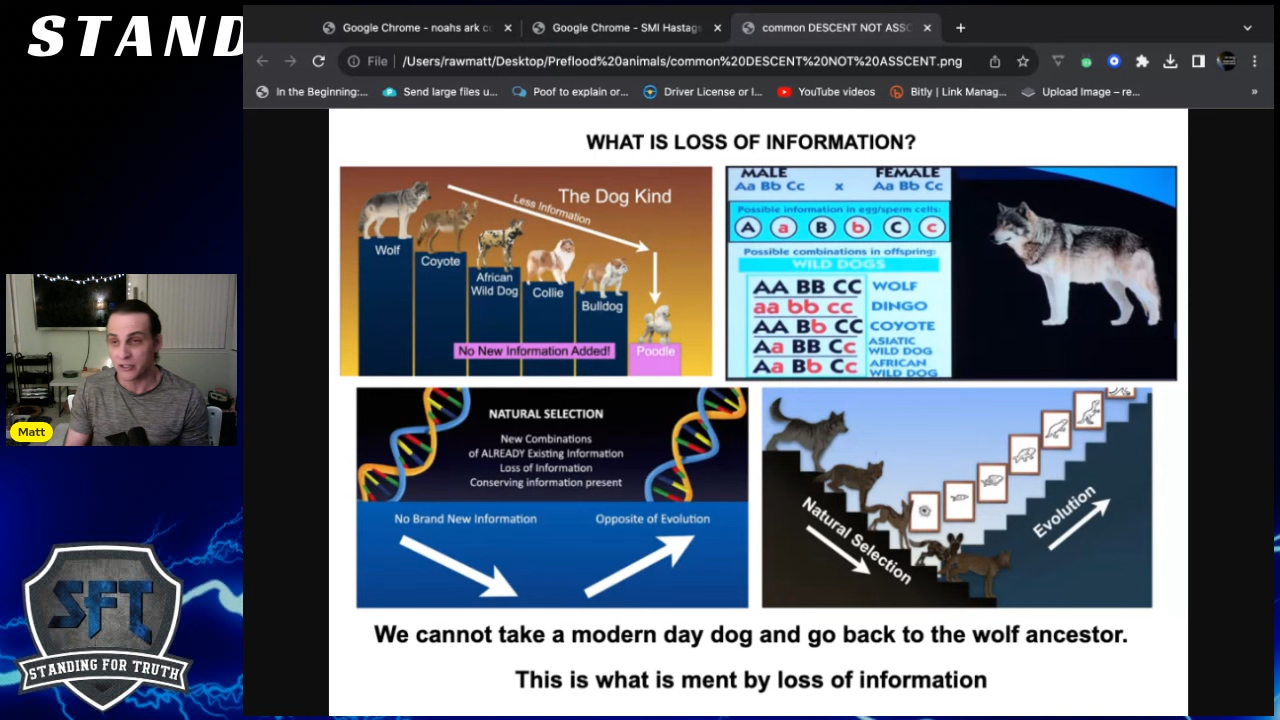 STAND
Google Chrome - noahs ark co
Google Chrome - SMI Hastags
common DESCENT NOT ASSC
File
/Users/rawmatt/Desktop/Preflood%20animals/common%20DESCENT%20NOT%20ASSCENT.png
In the Beginning:...
Send large files u...
Poof to explain or...
Driver License or I...
YouTube videos
Bitly | Link Manag...
Upload Image – re...
»
WHAT IS LOSS OF INFORMATION?
The Dog Kind
Less Information
Wolf
Coyote
African
Wild Dog
Collie
Bulldog
Poodle
No New Information Added!
MALE
FEMALE
Aa Bb Cc x Aa Bb Cc
Possible information in egg/sperm cells:
A a B b C c
Possible combinations in offspring:
WILD DOGS
AA BB CC WOLF
aa bb cc DINGO
AA Bb CC COYOTE
Aa BB Cc ASIATIC
WILD DOG
Aa Bb Cc AFRICAN
WILD DOG
NATURAL SELECTION
New Combinations
of ALREADY Existing Information
Loss of Information
Conserving information present
No Brand New Information
Opposite of Evolution
Natural Selection
Evolution
We cannot take a modern day dog and go back to the wolf ancestor.
This is what is ment by loss of information
Matt
SFT
STANDING FOR TRUTH